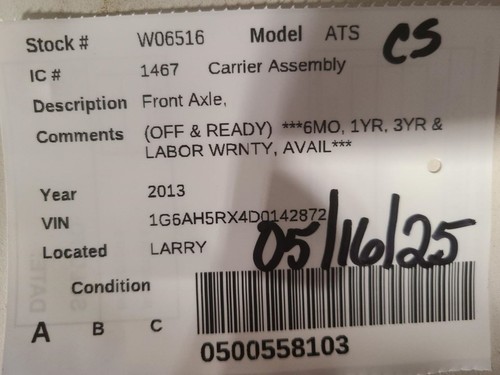 Stock # W06516 Model ATS CS
IC # 1467 Carrier Assembly
Description Front Axle,
Comments (OFF & READY) ***6MO, 1YR, 3YR &
LABOR WRNTY, AVAIL***
Year 2013
VIN 1G6AH5RX4D0142872
Located LARRY 05/16/25
Condition
A B C
0500558103